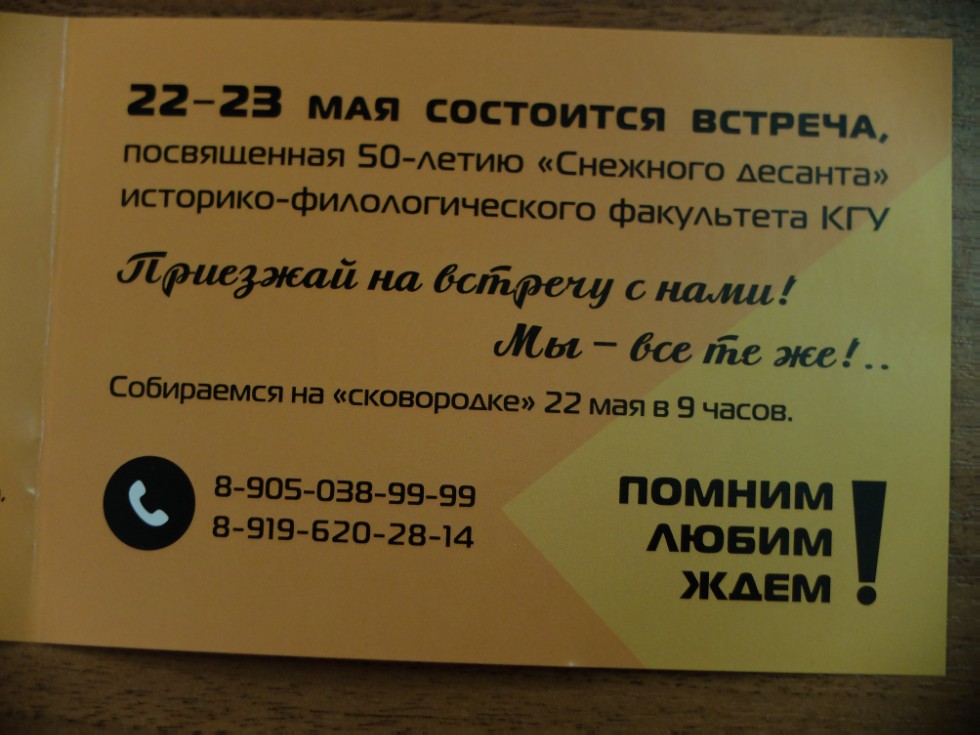 22-23 МАЯ СОСТОИТСЯ ВСТРЕЧА,
посвященная 50-летию «Снежного десанта»
историко-филологического факультета КГУ
Приезжай на встречу с нами!
Мы – все те же!..
Собираемся на «сковородке» 22 мая в 9 часов.
8-905-038-99-99
8-919-620-28-14
ПОМНИМ
ЛЮБИМ
ЖДЕМ!